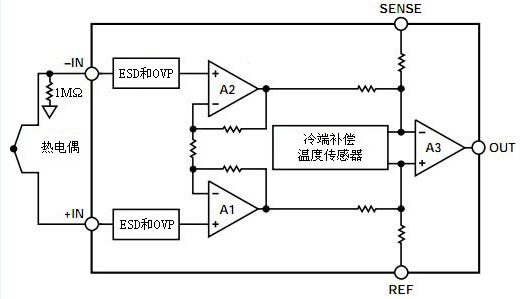 SENSE
−IN
ESD和OVP
A2
1MΩ
热电偶
冷端补偿
温度传感器
A3
OUT
+IN
ESD和OVP
A1
REF